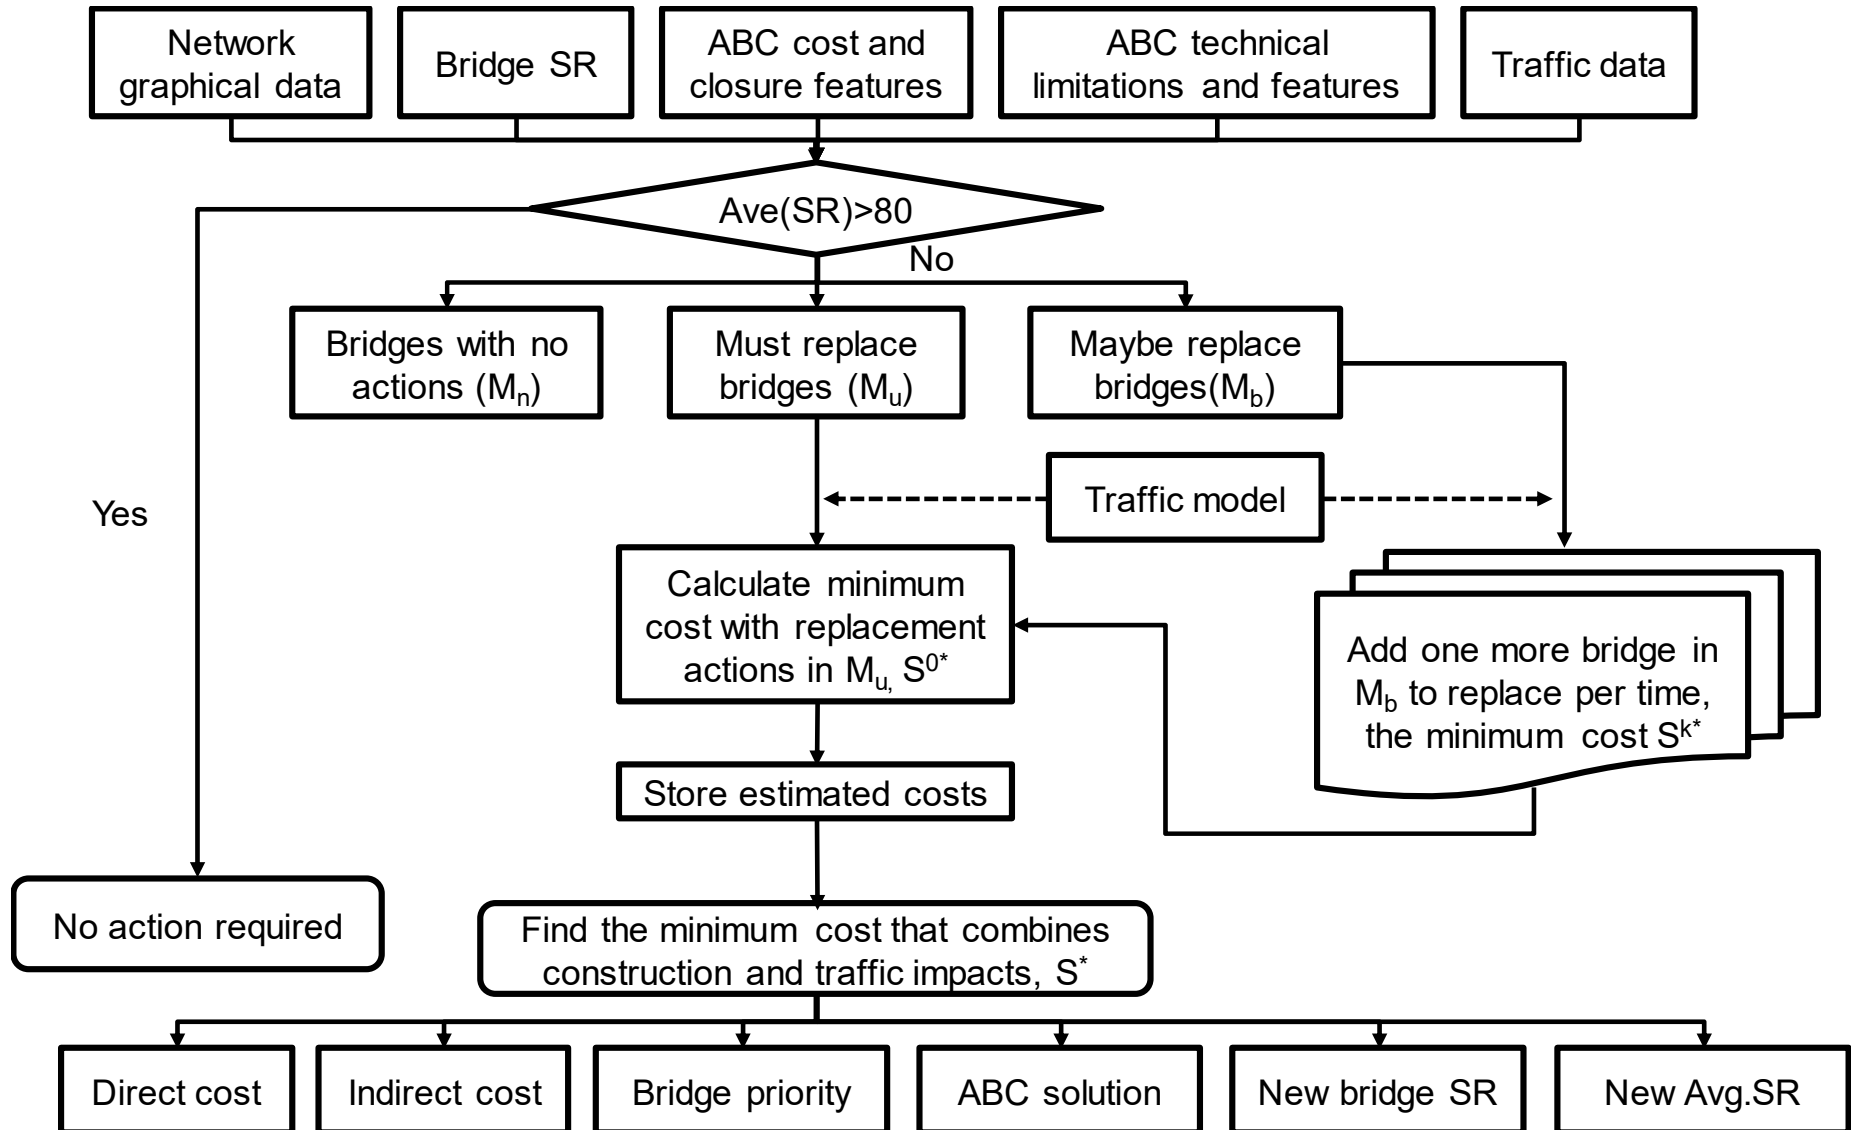 Network
graphical data
Bridge SR
ABC cost and
closure features
ABC technical
limitations and features
Traffic data
Ave(SR)>80
No
Yes
Bridges with no
actions (Mₙ)
Must replace
bridges (Mᵤ)
Maybe replace
bridges(M_b)
Traffic model
Calculate minimum
cost with replacement
actions in Mᵤ, S⁰*
Add one more bridge in
M_b to replace per time,
the minimum cost Sᵏ*
Store estimated costs
No action required
Find the minimum cost that combines
construction and traffic impacts, S*
Direct cost
Indirect cost
Bridge priority
ABC solution
New bridge SR
New Avg.SR